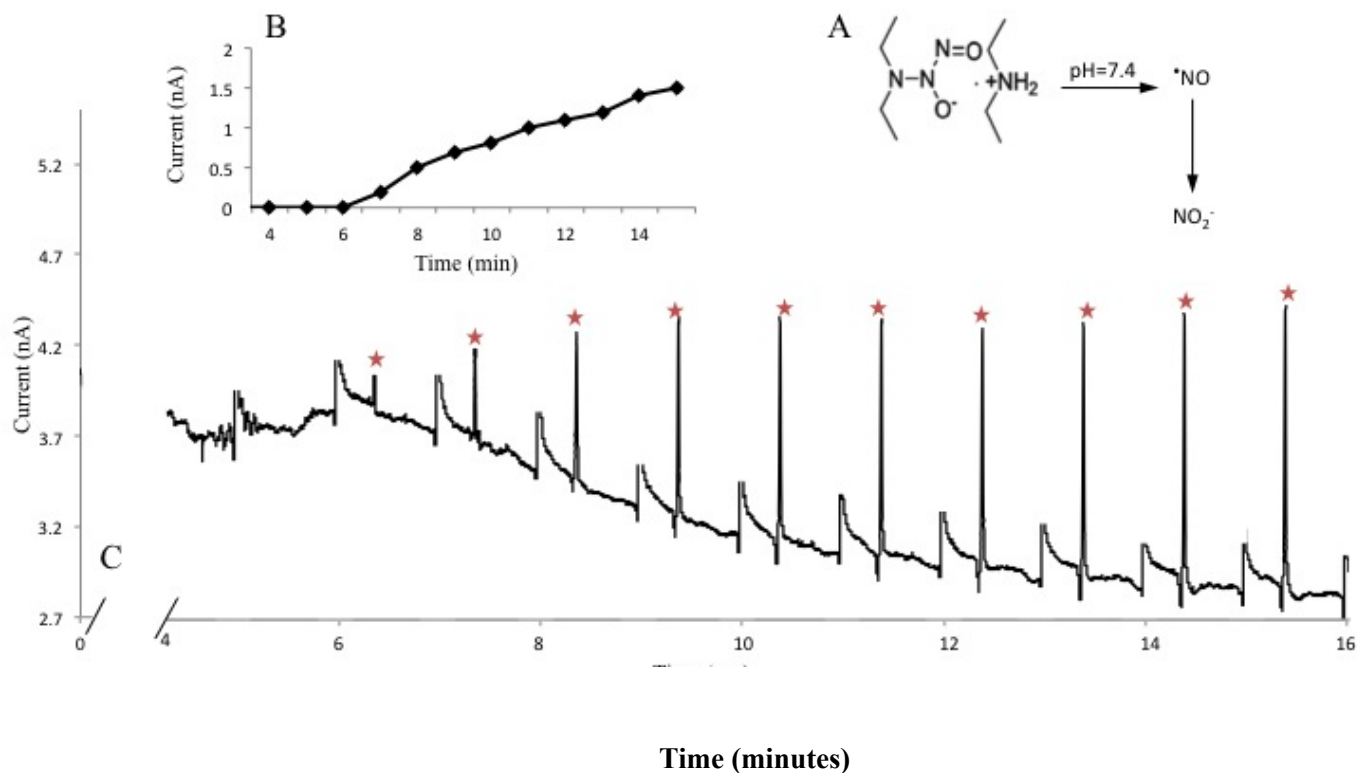 B
A
2
1.5
1
0.5
0
Current (nA)
4
6
8
10
12
14
Time (min)
N=O
N–N
O-
·+NH2
pH=7.4
•NO
NO2-
5.2
4.7
4.2
3.7
3.2
2.7
Current (nA)
C
0
4
6
8
10
12
14
16
Time (minutes)